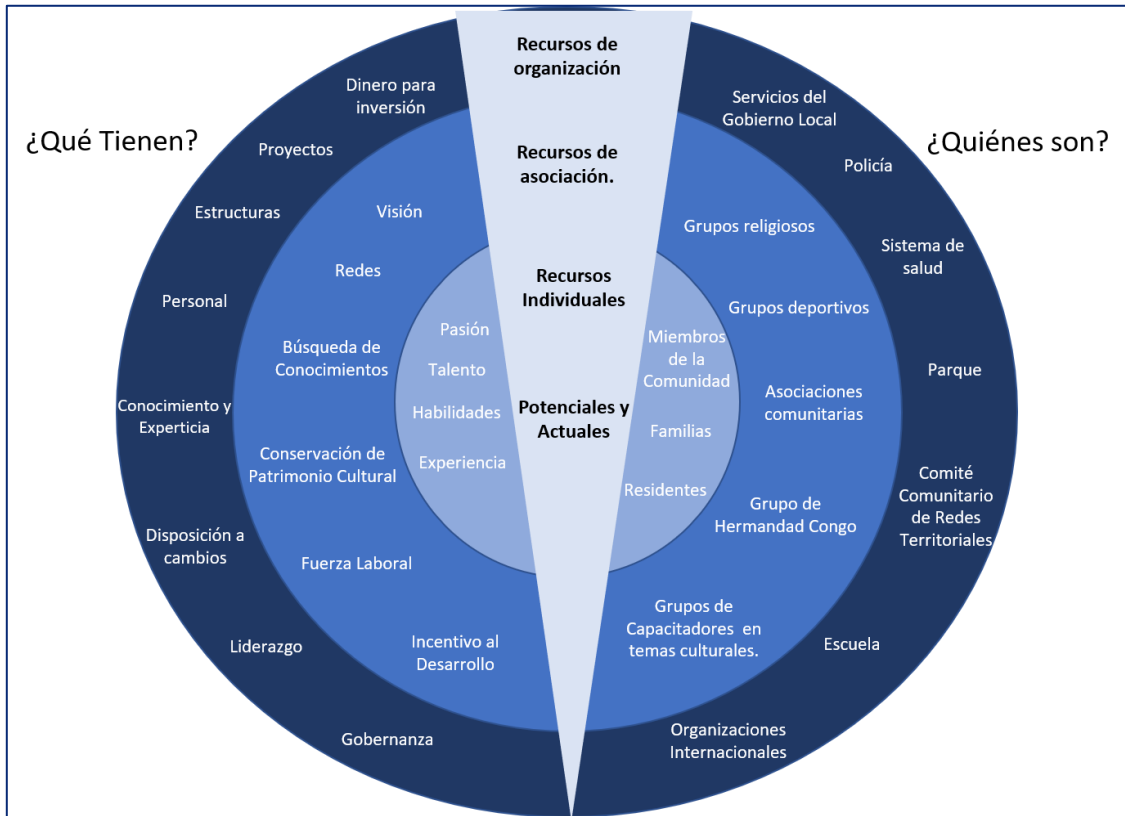 ¿Qué Tienen?
¿Quiénes son?
Recursos de
organización
Recursos de
asociación.
Recursos
Individuales
Potenciales y
Actuales
Dinero para
inversión
Proyectos
Estructuras
Personal
Conocimiento y
Experticia
Disposición a
cambios
Liderazgo
Gobernanza
Visión
Redes
Búsqueda de
Conocimientos
Conservación de
Patrimonio Cultural
Fuerza Laboral
Incentivo al
Desarrollo
Pasión
Talento
Habilidades
Experiencia
Miembros
de la
Comunidad
Familias
Residentes
Grupos religiosos
Grupos deportivos
Asociaciones
comunitarias
Grupo de
Hermandad Congo
Grupos de
Capacitadores en
temas culturales.
Servicios del
Gobierno Local
Policía
Sistema de
salud
Parque
Comité
Comunitario
de Redes
Territoriales
Escuela
Organizaciones
Internacionales